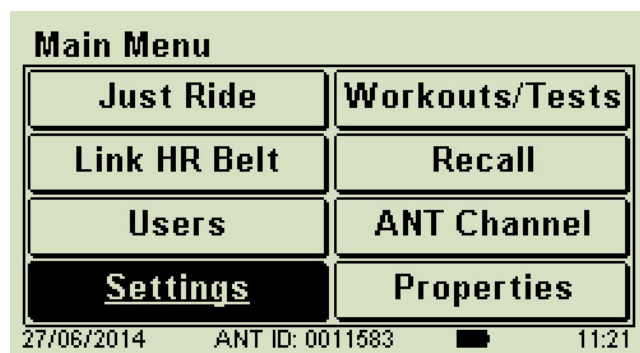 Main Menu
Just Ride
Workouts/Tests
Link HR Belt
Recall
Users
ANT Channel
Settings
Properties
27/06/2014 ANT ID: 0011583 11:21